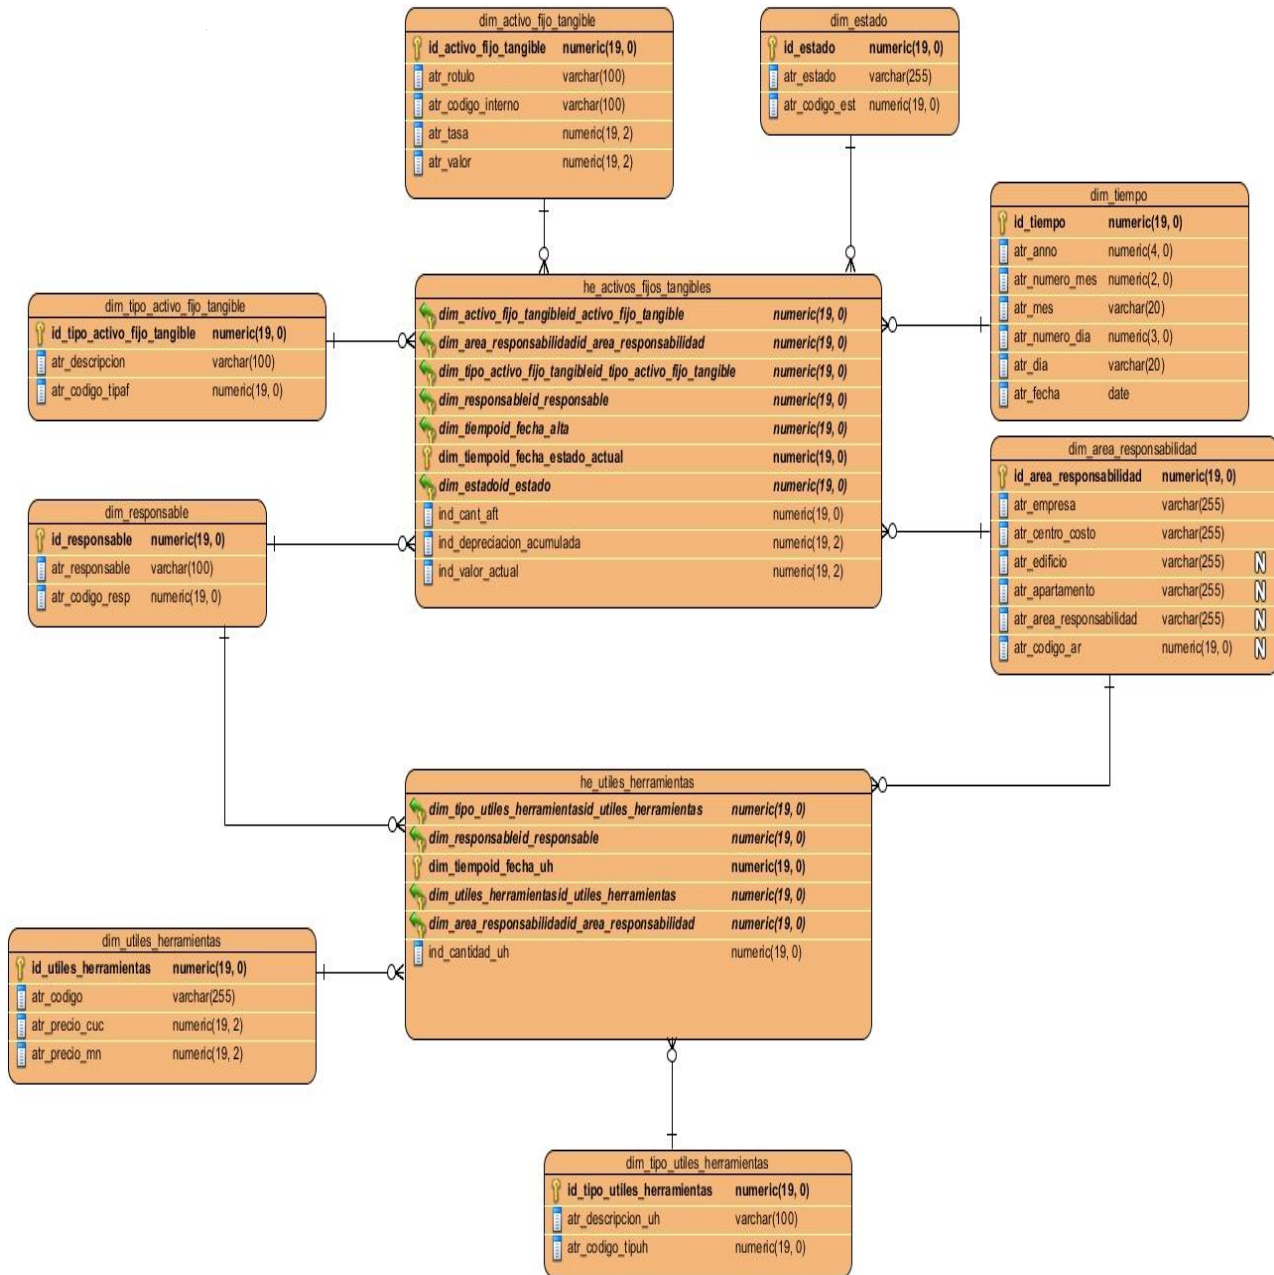 dim_activo_fijo_tangible
id_activo_fijo_tangible numeric(19, 0)
atr_rotulo varchar(100)
atr_codigo_interno varchar(100)
atr_tasa numeric(19, 2)
atr_valor numeric(19, 2)
dim_estado
id_estado numeric(19, 0)
atr_estado varchar(255)
atr_codigo_est numeric(19, 0)
dim_tiempo
id_tiempo numeric(19, 0)
atr_anno numeric(4, 0)
atr_numero_mes numeric(2, 0)
atr_mes varchar(20)
atr_numero_dia numeric(3, 0)
atr_dia varchar(20)
atr_fecha date
dim_tipo_activo_fijo_tangible
id_tipo_activo_fijo_tangible numeric(19, 0)
atr_descripcion varchar(100)
atr_codigo_tipaf numeric(19, 0)
he_activos_fijos_tangibles
dim_activo_fijo_tangibleid_activo_fijo_tangible numeric(19, 0)
dim_area_responsabilidadid_area_responsabilidad numeric(19, 0)
dim_tipo_activo_fijo_tangibleid_tipo_activo_fijo_tangible numeric(19, 0)
dim_responsableid_responsable numeric(19, 0)
dim_tiempoid_fecha_alta numeric(19, 0)
dim_tiempoid_fecha_estado_actual numeric(19, 0)
dim_estadoid_estado numeric(19, 0)
ind_cant_aft numeric(19, 0)
ind_depreciacion_acumulada numeric(19, 2)
ind_valor_actual numeric(19, 2)
dim_area_responsabilidad
id_area_responsabilidad numeric(19, 0)
atr_empresa varchar(255)
atr_centro_costo varchar(255)
atr_edificio varchar(255) N
atr_apartamento varchar(255) N
atr_area_responsabilidad varchar(255) N
atr_codigo_ar numeric(19, 0) N
dim_responsable
id_responsable numeric(19, 0)
atr_responsable varchar(100)
atr_codigo_resp numeric(19, 0)
he_utiles_herramientas
dim_tipo_utiles_herramientasid_utiles_herramientas numeric(19, 0)
dim_responsableid_responsable numeric(19, 0)
dim_tiempoid_fecha_uh numeric(19, 0)
dim_utiles_herramientasid_utiles_herramientas numeric(19, 0)
dim_area_responsabilidadid_area_responsabilidad numeric(19, 0)
ind_cantidad_uh numeric(19, 0)
dim_utiles_herramientas
id_utiles_herramientas numeric(19, 0)
atr_codigo varchar(255)
atr_precio_cuc numeric(19, 2)
atr_precio_mn numeric(19, 2)
dim_tipo_utiles_herramientas
id_tipo_utiles_herramientas numeric(19, 0)
atr_descripcion_uh varchar(100)
atr_codigo_tipuh numeric(19, 0)